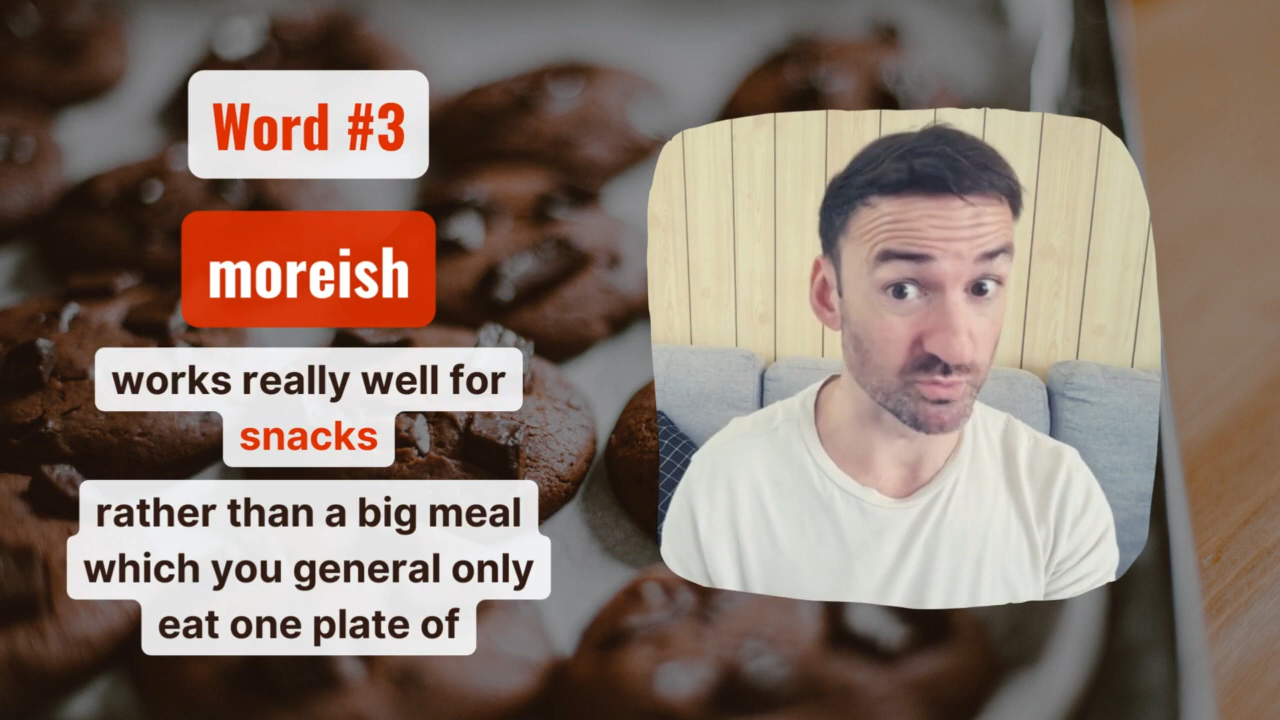 Word #3
moreish
works really well for
snacks
rather than a big meal
which you general only
eat one plate of